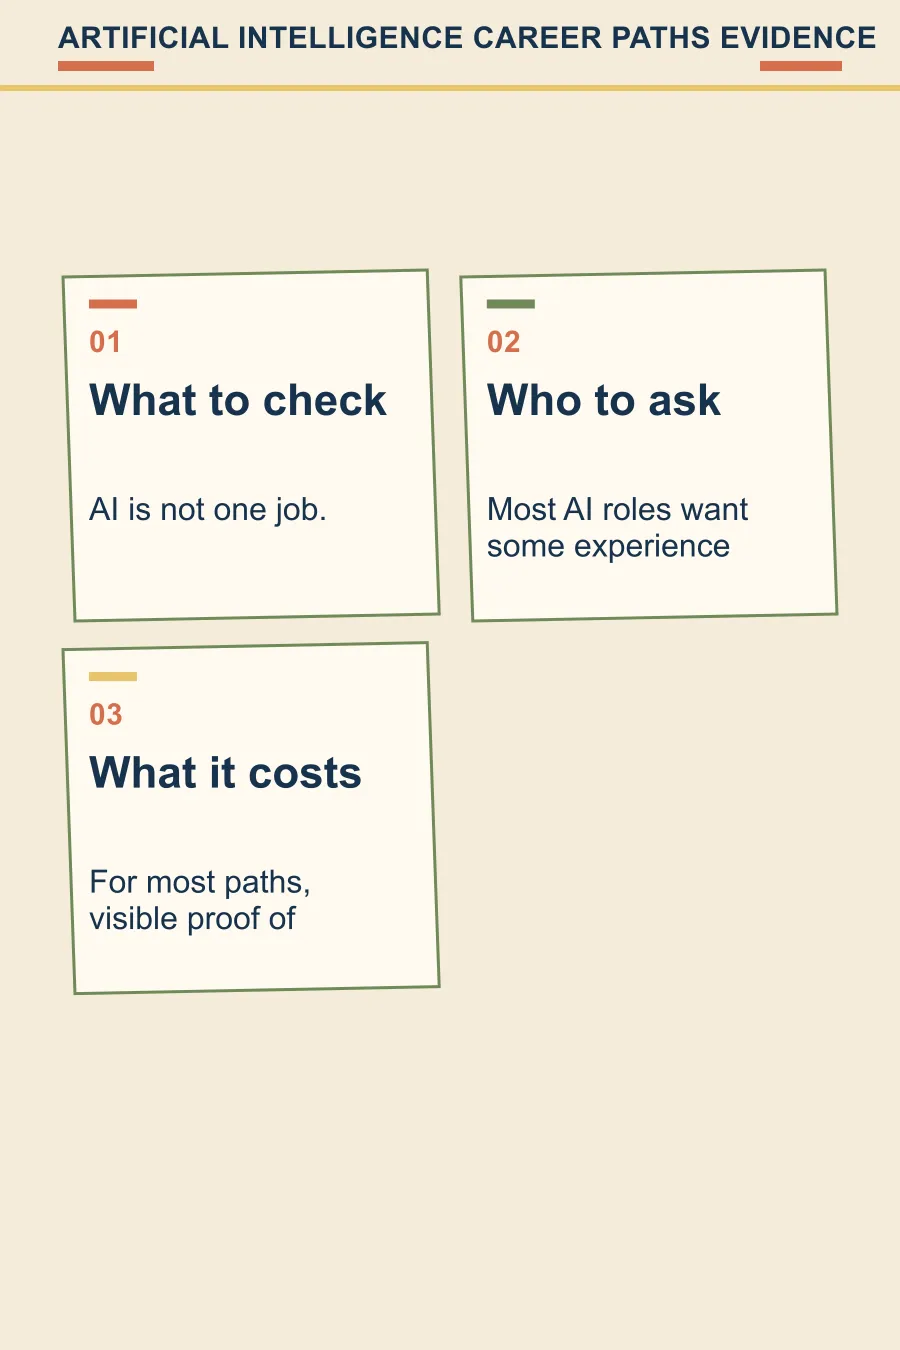 ARTIFICIAL INTELLIGENCE CAREER PATHS EVIDENCE
01
What to check
AI is not one job.
02
Who to ask
Most AI roles want
some experience
03
What it costs
For most paths,
visible proof of